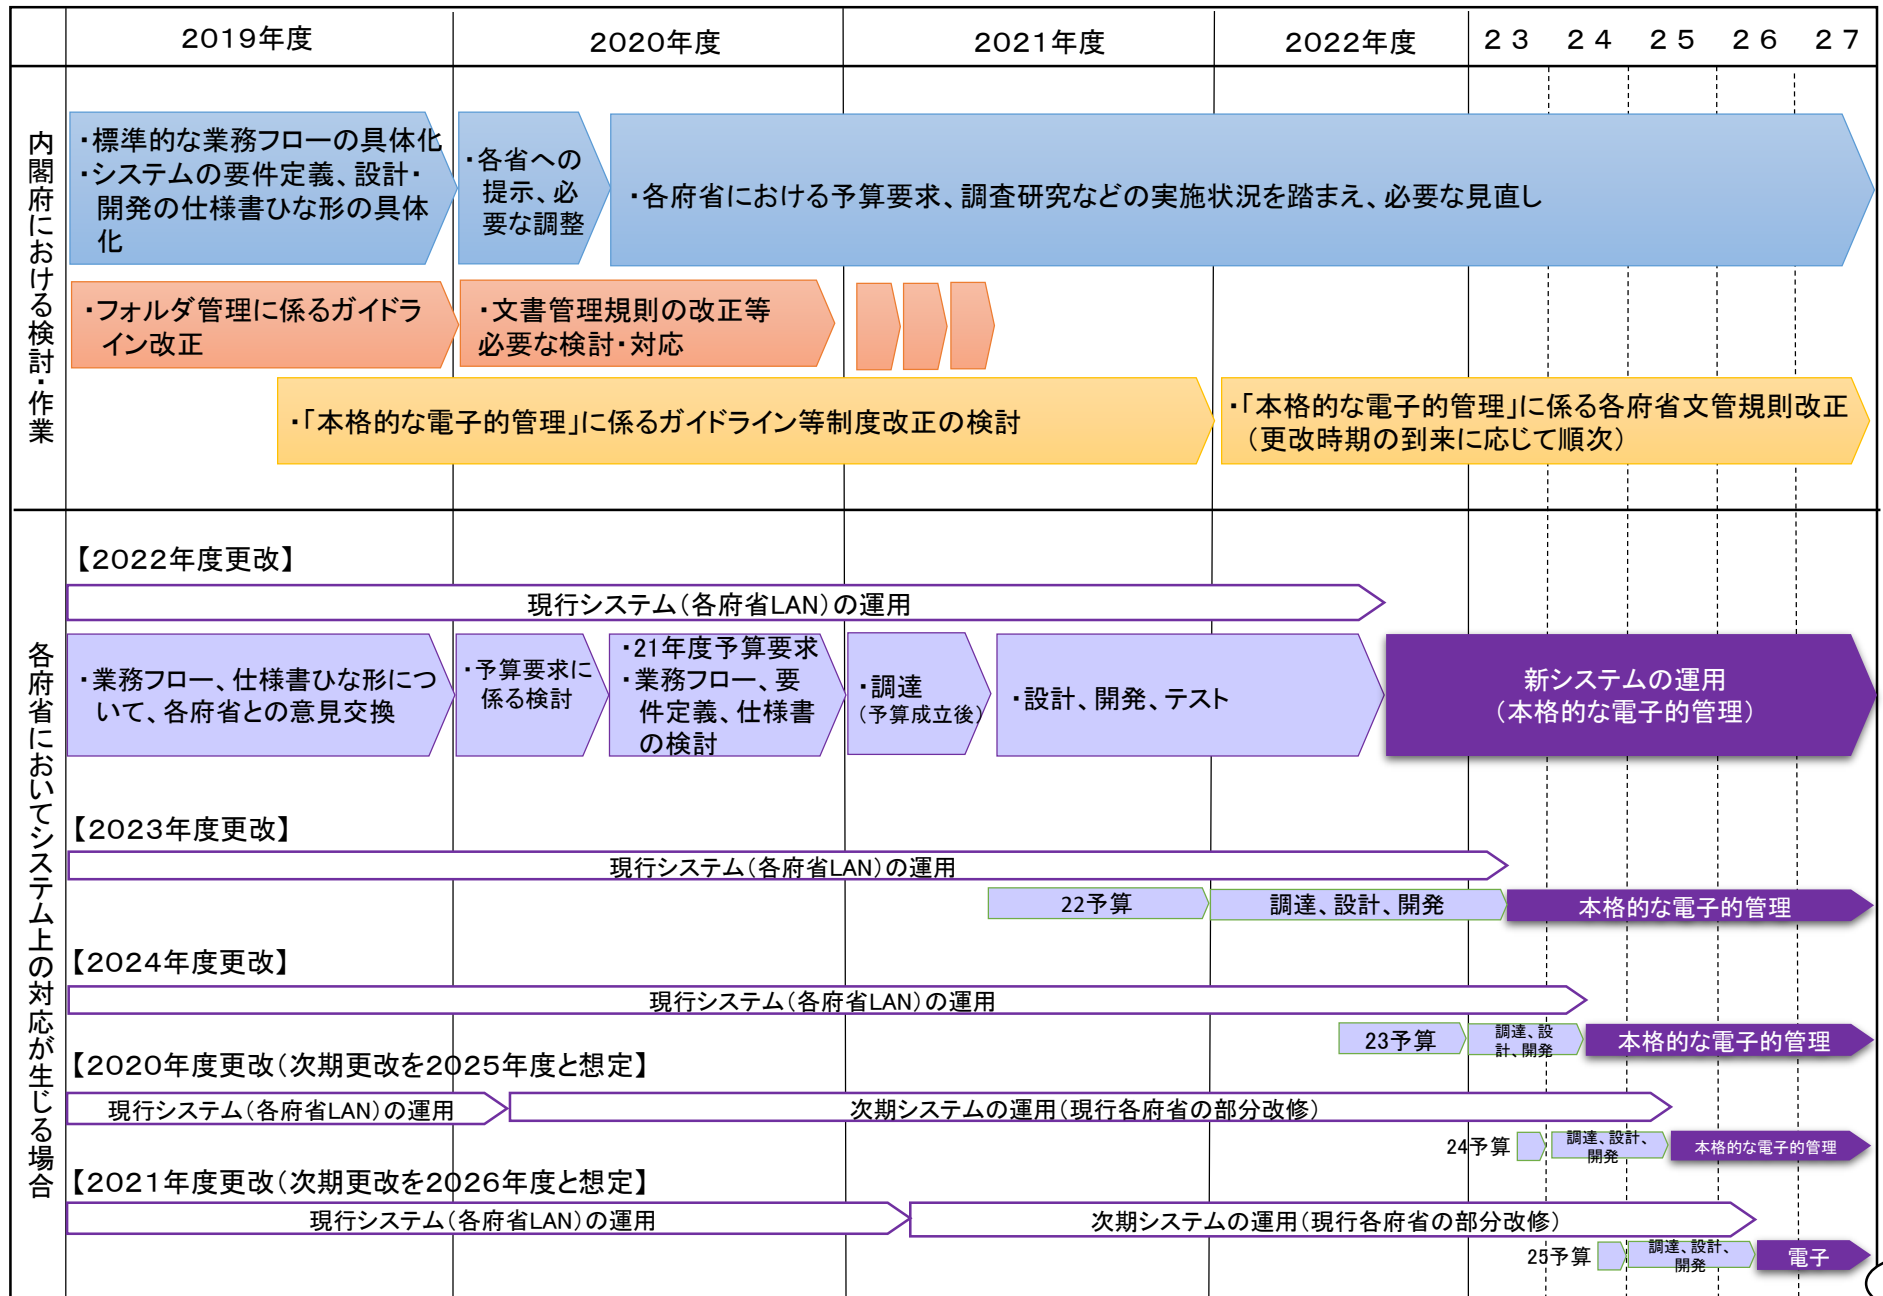 2019年度
2020年度
2021年度
2022年度
２３
２４
２５
２６
２７
内閣府における検討・作業
・標準的な業務フローの具体化
・システムの要件定義、設計・
開発の仕様書ひな形の具体
化
・各省への
提示、必
要な調整
・各府省における予算要求、調査研究などの実施状況を踏まえ、必要な見直し
・フォルダ管理に係るガイドラ
イン改正
・文書管理規則の改正等
必要な検討・対応
・「本格的な電子的管理」に係るガイドライン等制度改正の検討
・「本格的な電子的管理」に係る各府省文管規則改正
（更改時期の到来に応じて順次）
各府省においてシステム上の対応が生じる場合
【2022年度更改】
現行システム（各府省LAN）の運用
・業務フロー、仕様書ひな形につ
いて、各府省との意見交換
・予算要求に
係る検討
・21年度予算要求
・業務フロー、要
件定義、仕様書
の検討
・調達
（予算成立後）
・設計、開発、テスト
新システムの運用
（本格的な電子的管理）
【2023年度更改】
現行システム（各府省LAN）の運用
22予算
調達、設計、開発
本格的な電子的管理
【2024年度更改】
現行システム（各府省LAN）の運用
23予算
調達、設
計、開発
本格的な電子的管理
【2020年度更改（次期更改を2025年度と想定】
現行システム（各府省LAN）の運用
次期システムの運用（現行各府省の部分改修）
24予算
調達、設計、
開発
本格的な電子的管理
【2021年度更改（次期更改を2026年度と想定】
現行システム（各府省LAN）の運用
次期システムの運用（現行各府省の部分改修）
25予算
調達、設計、
開発
電子